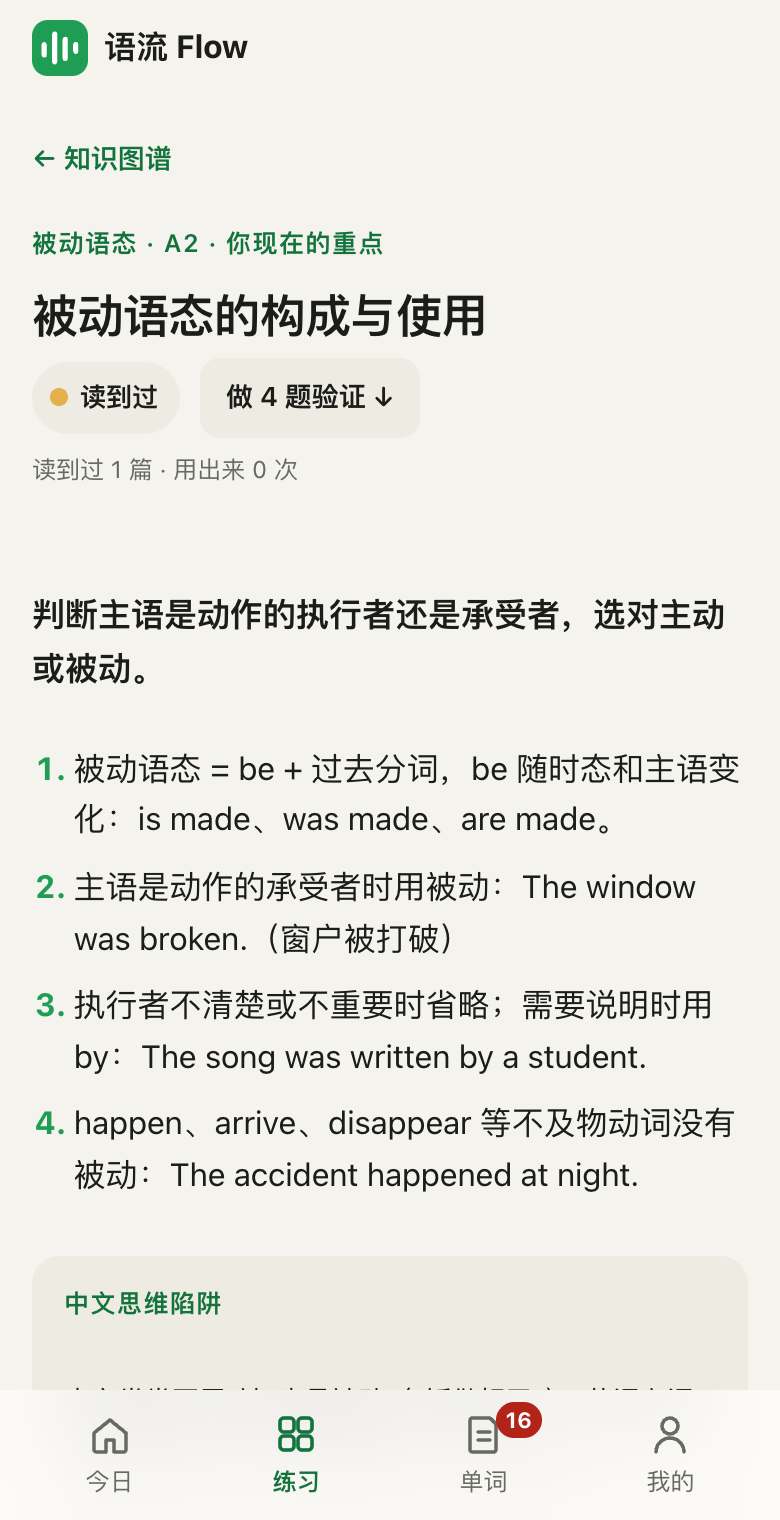 语流 Flow
← 知识图谱
被动语态 · A2 · 你现在的重点
被动语态的构成与使用
读到过
做 4 题验证 ↓
读到过 1 篇 · 用出来 0 次
判断主语是动作的执行者还是承受者，选对主动
或被动。
1. 被动语态 = be + 过去分词，be 随时态和主语变
化：is made、was made、are made。
2. 主语是动作的承受者时用被动：The window
was broken.（窗户被打破）
3. 执行者不清楚或不重要时省略；需要说明时用
by：The song was written by a student.
4. happen、arrive、disappear 等不及物动词没有
被动：The accident happened at night.
中文思维陷阱
16
今日
练习
单词
我的